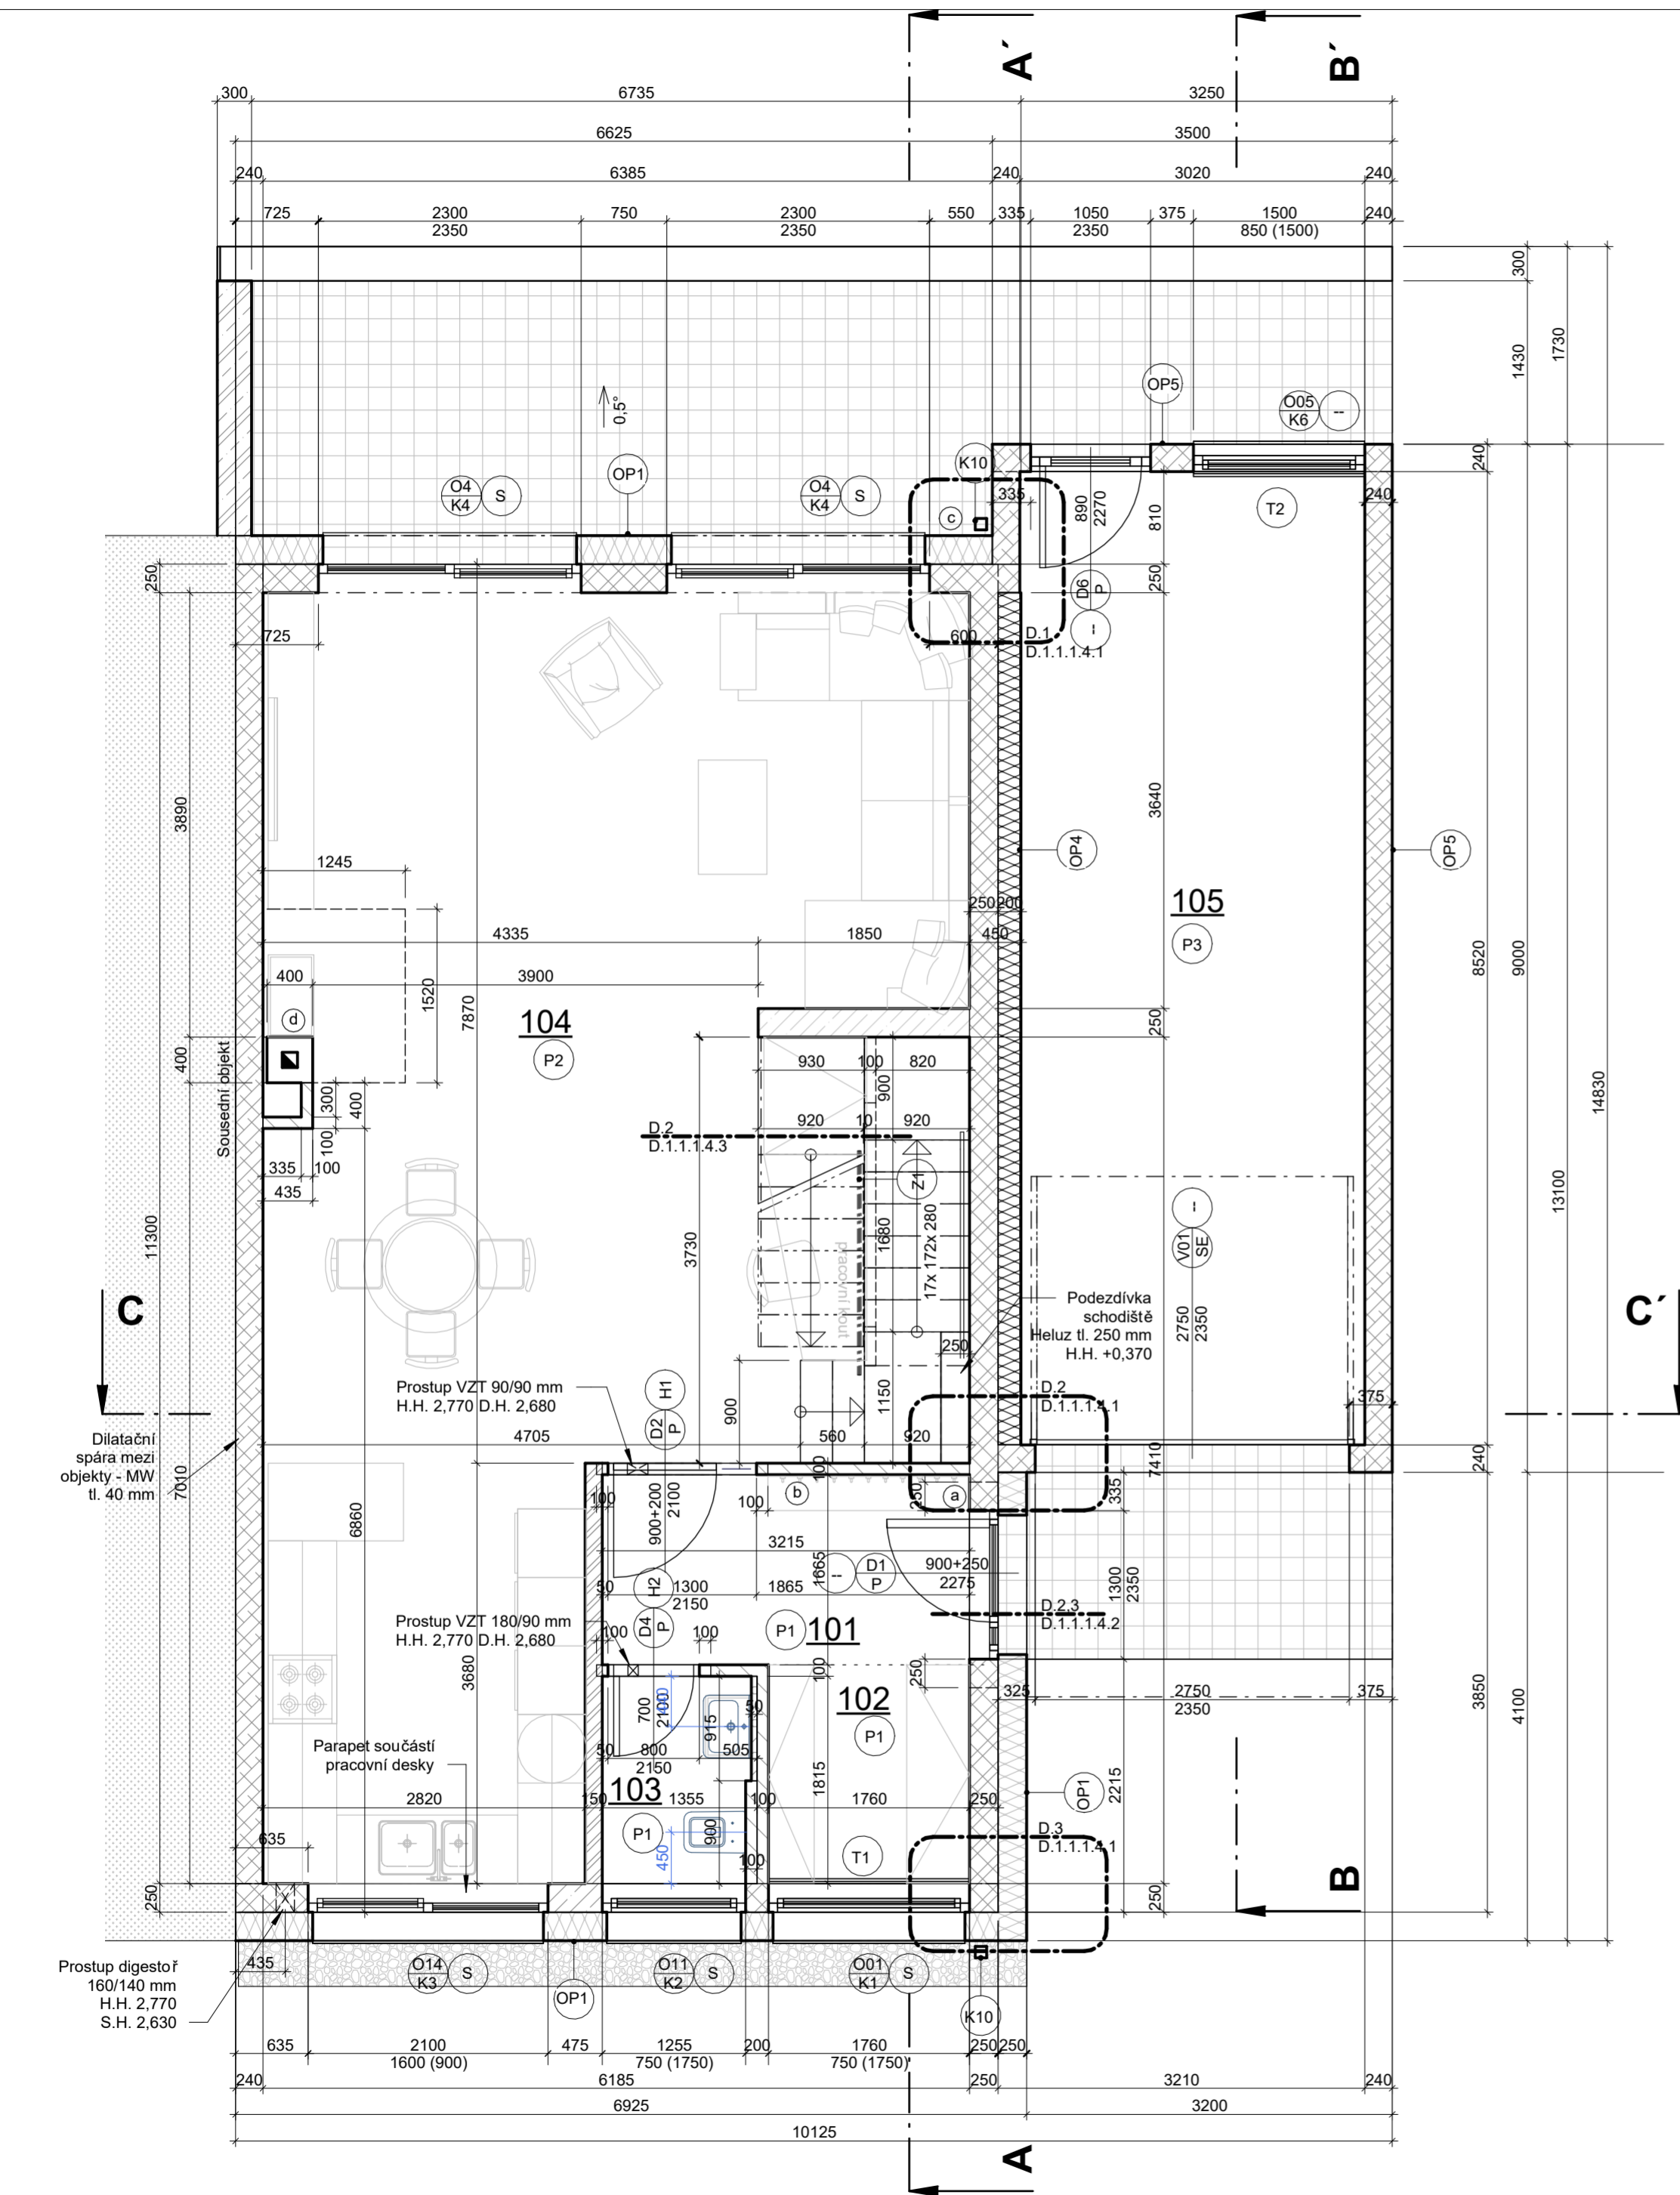 A´
B´
300
6735
3250
6625
3500
240
6385
240
3020
240
725
2300
750
2300
550
335
1050
375
1500
240
2350
2350
2350
850 (1500)
300
1430
1730
0,5°
OP1
O4
K4
S
O4
K4
S
K10
c
OP5
O05
K6
--
T2
335
890
2270
810
240
240
250
250
D6
P
--
725
600
D.1
D.1.1.1.4.1
3890
1245
3640
OP4
OP5
250
200
105
P3
4335
1850
450
400
3900
1520
7870
8520
9000
14830
d
104
P2
250
400
Sousední objekt
930
100
820
900
300
400
920
10
920
D.2
D.1.1.1.4.3
100
335
100
435
Z1
11300
3730
1680
17x 172x 280
pracovní kout
V01
SE
--
2750
2350
13100
C
C´
Podezdívka
schodiště
Heluz tl. 250 mm
H.H. +0,370
250
Prostup VZT 90/90 mm
H.H. 2,770 D.H. 2,680
H1
D2
P
900
1150
D.2
D.1.1.1.4.1
375
Dilatační
spára mezi
objekty - MW
tl. 40 mm
4705
560
920
7010
6860
7410
240
100
100
900+200
2100
100
b
250
a
335
3215
1665
--
D1
P
900+250
2275
1300
2350
50
H2
1300
2150
1865
D4
P
Prostup VZT 180/90 mm
H.H. 2,770 D.H. 2,680
100
100
P1
101
D.2,3
D.1.1.1.4.2
3680
100
250
102
P1
325
2750
2350
375
3850
4100
700
2100
915
50
Parapet součástí
pracovní desky
50
800
2150
505
103
1815
2215
OP1
2820
150
1355
100
1760
250
635
P1
450
900
100
T1
D.3
D.1.1.1.4.1
B
250
250
Prostup digestoř
160/140 mm
H.H. 2,770
S.H. 2,630
435
O14
K3
S
OP1
O11
K2
S
O01
K1
S
K10
635
2100
475
1255
200
1760
250
250
1600 (900)
750 (1750)
750 (1750)
240
6185
250
3210
240
6925
3200
10125
A